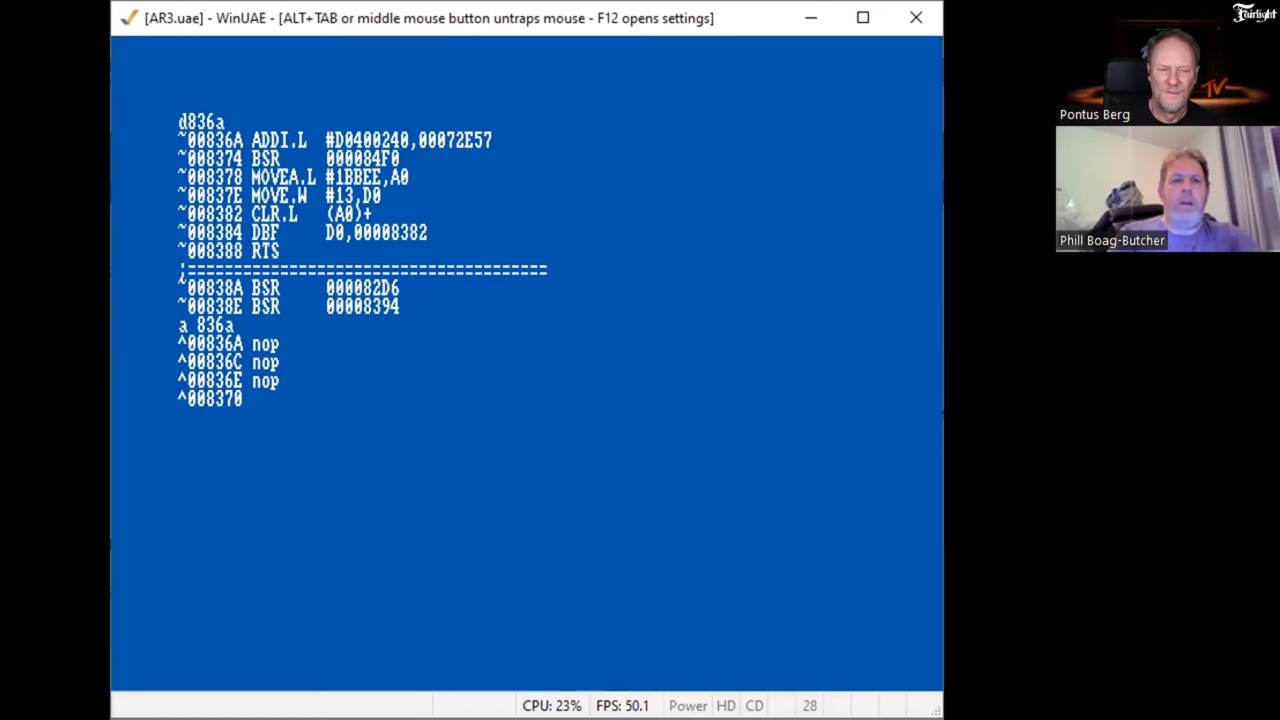 [AR3.uae] - WinUAE - [ALT+TAB or middle mouse button untraps mouse - F12 opens settings]
d836a
~00836A ADDI.L #D0400240,00072E57
~008374 BSR 000084F0
~008378 MOVEA.L #1BBEE,A0
~00837E MOVE.W #13,D0
~008382 CLR.L (A0)+
~008384 DBF D0,00008382
~008388 RTS
;=======================================
~00838A BSR 000082D6
~00838E BSR 00008394
a 836a
^00836A nop
^00836C nop
^00836E nop
^008370
CPU: 23% FPS: 50.1 Power HD CD 28
Fairlight
TV
Pontus Berg
Phill Boag-Butcher